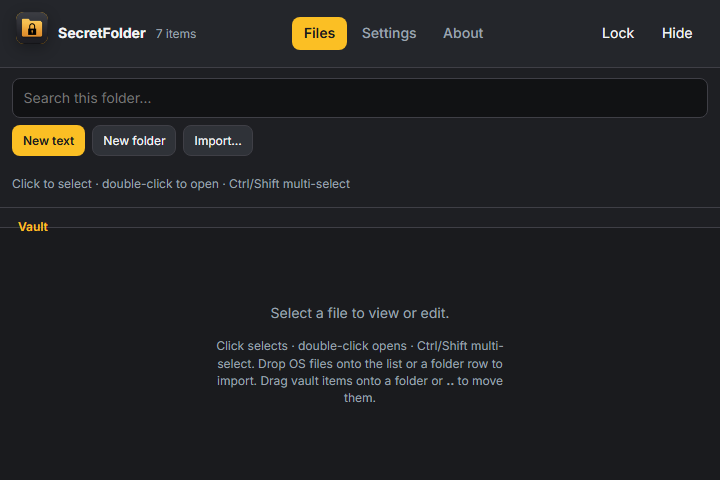 SecretFolder 7 items Files Settings About Lock Hide
Search this folder...
New text New folder Import...
Click to select · double-click to open · Ctrl/Shift multi-select
Vault
Select a file to view or edit.
Click selects · double-click opens · Ctrl/Shift multi-
select. Drop OS files onto the list or a folder row to
import. Drag vault items onto a folder or .. to move
them.